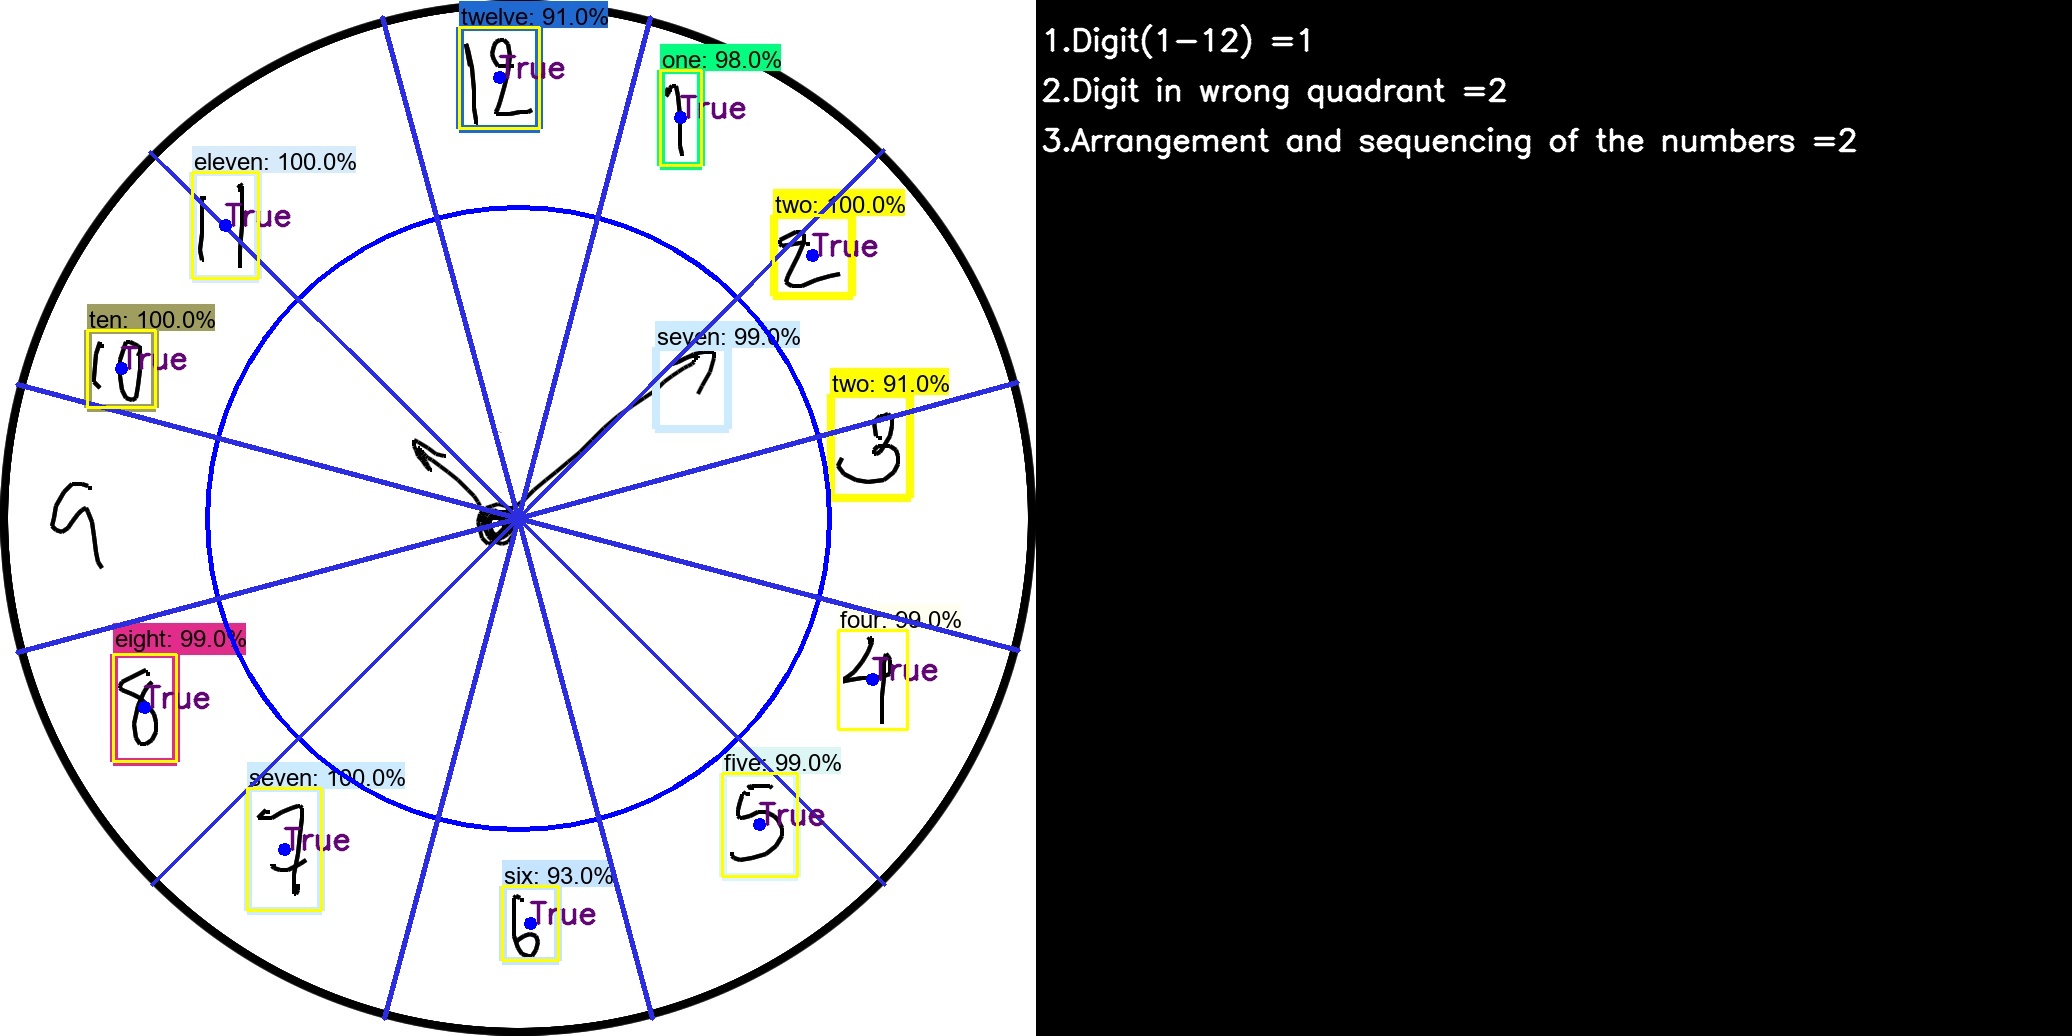 twelve: 91.0%
12
True
one: 98.0%
1
True
eleven: 100.0%
11
True
two: 100.0%
2
True
ten: 100.0%
10
True
seven: 99.0%
two: 91.0%
3
9
four: 99.0%
4
True
eight: 99.0%
8
True
five: 99.0%
5
True
seven: 100.0%
7
True
six: 93.0%
6
True
1.Digit(1-12) =1
2.Digit in wrong quadrant =2
3.Arrangement and sequencing of the numbers =2